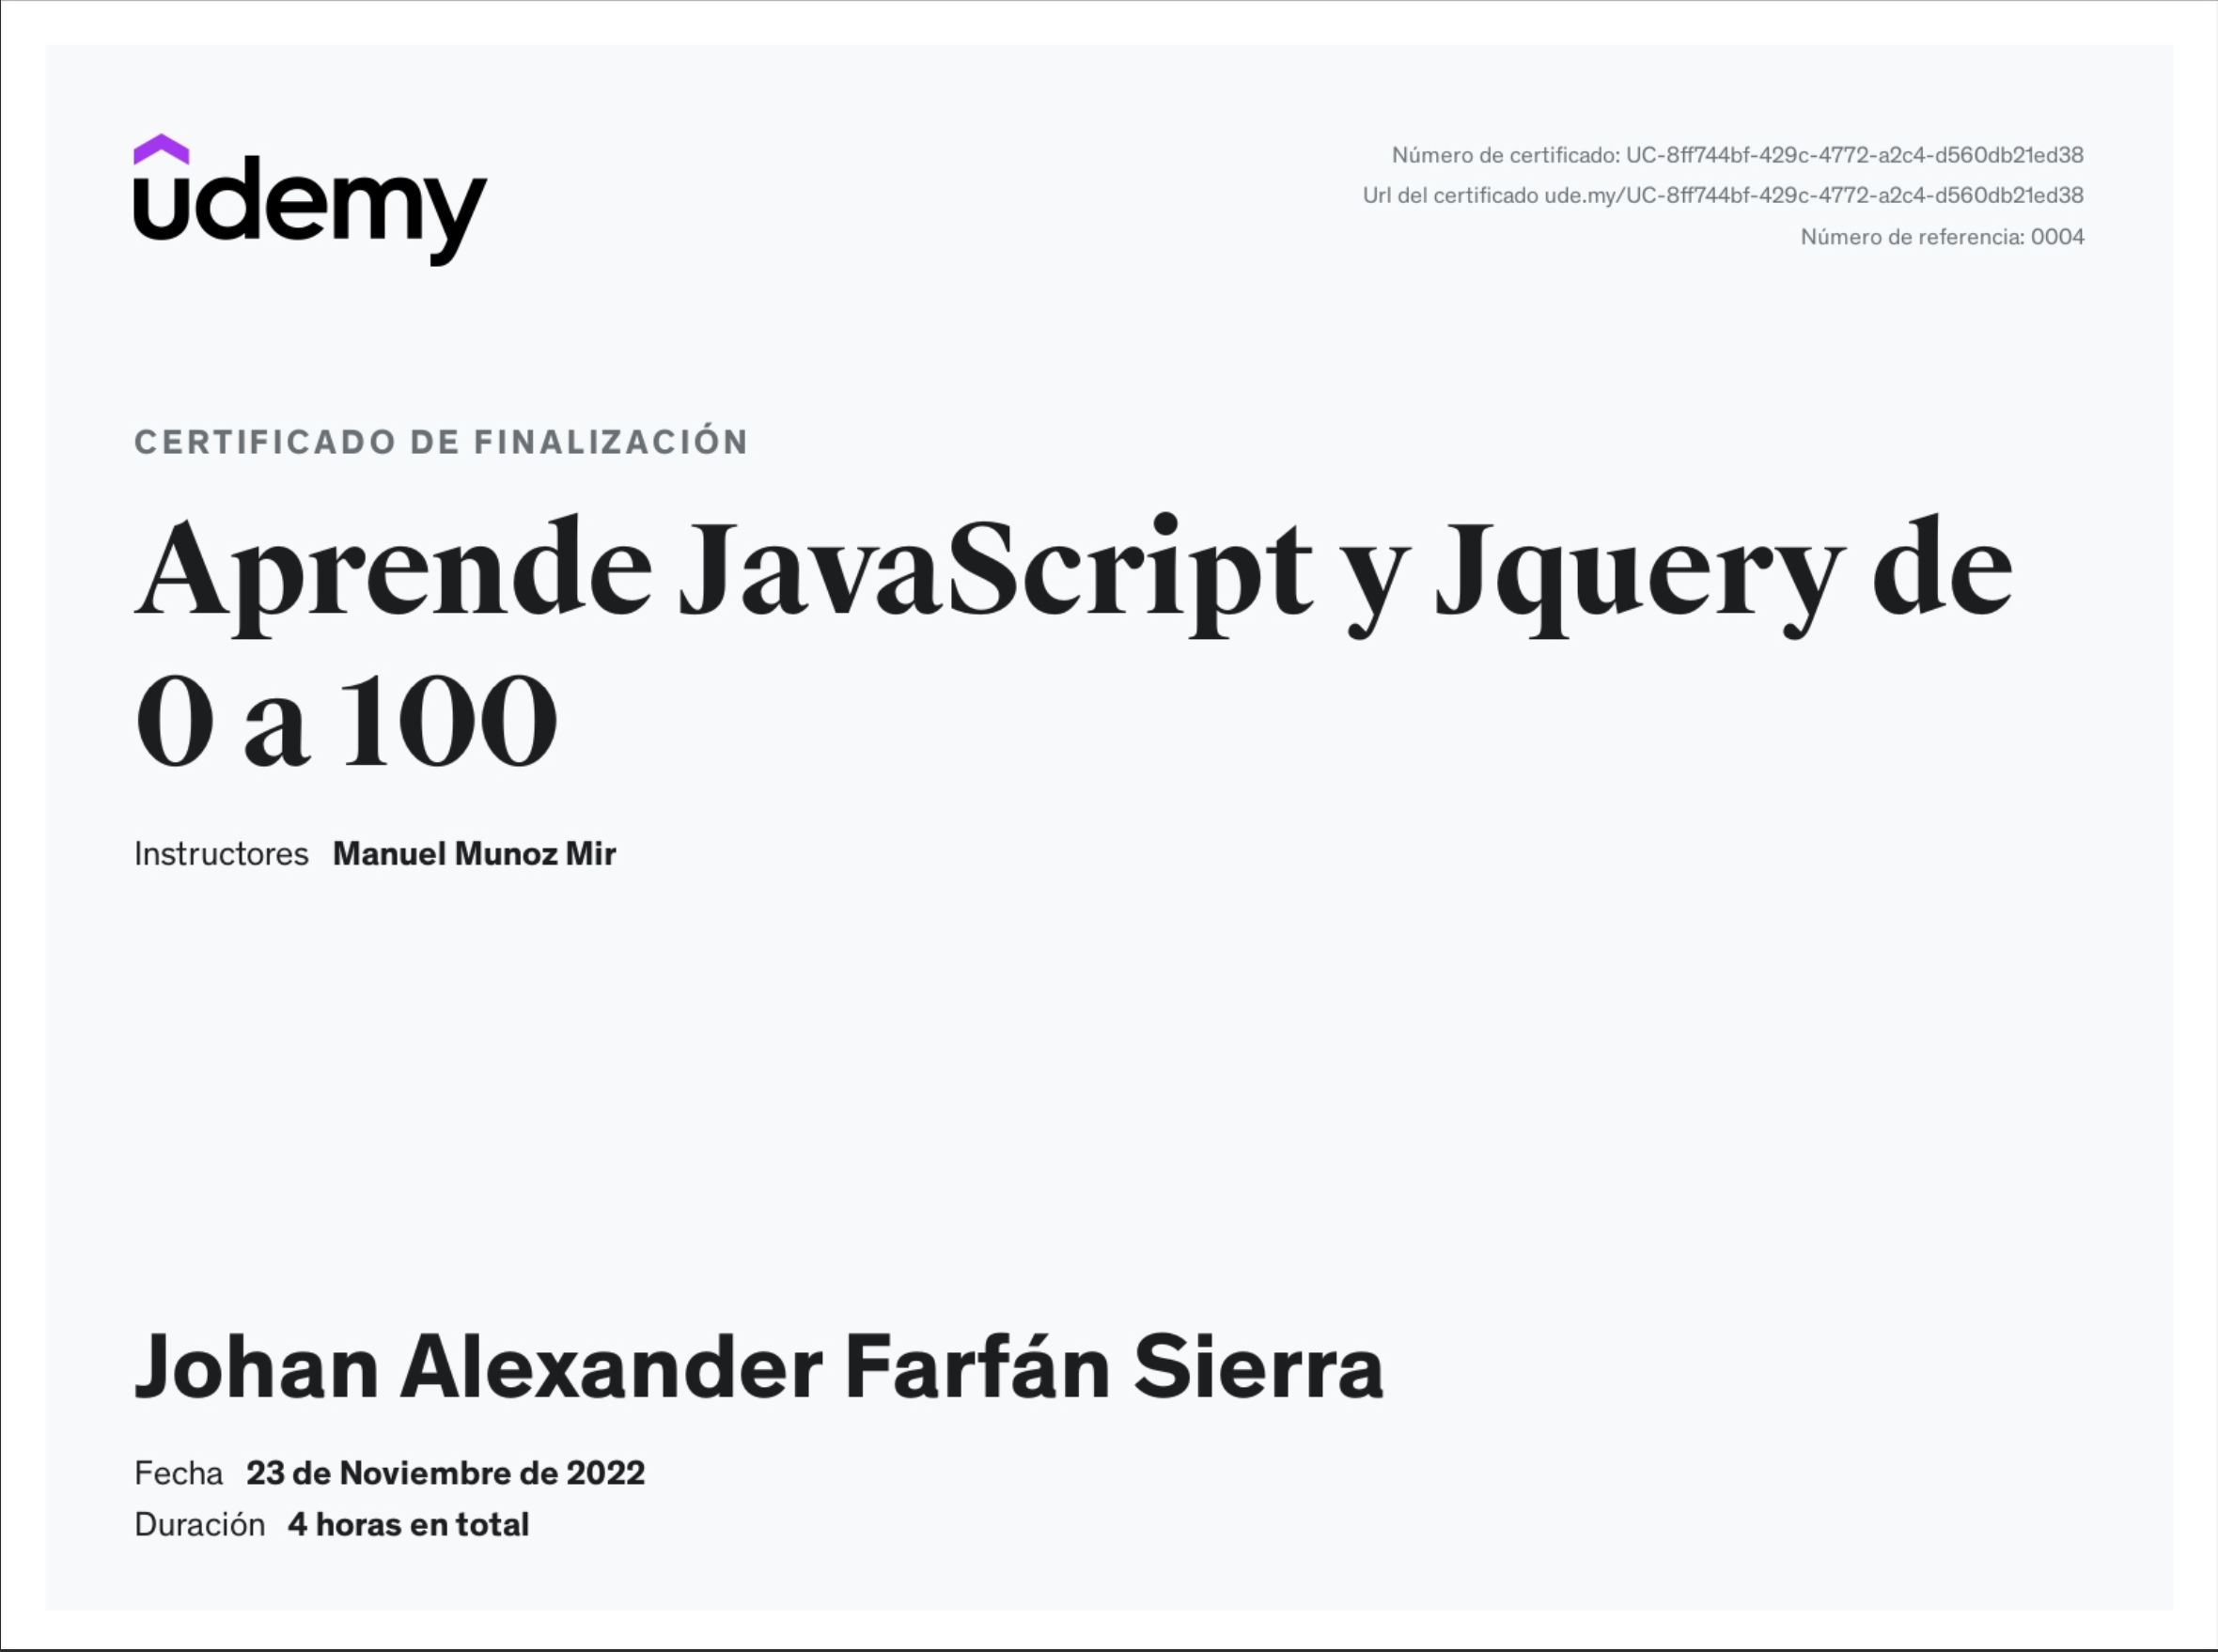 udemy
Número de certificado: UC-8ff744bf-429c-4772-a2c4-d560db21ed38
Url del certificado ude.my/UC-8ff744bf-429c-4772-a2c4-d560db21ed38
Número de referencia: 0004
CERTIFICADO DE FINALIZACIÓN
Aprende JavaScript y Jquery de
0 a 100
Instructores Manuel Munoz Mir
Johan Alexander Farfán Sierra
Fecha 23 de Noviembre de 2022
Duración 4 horas en total